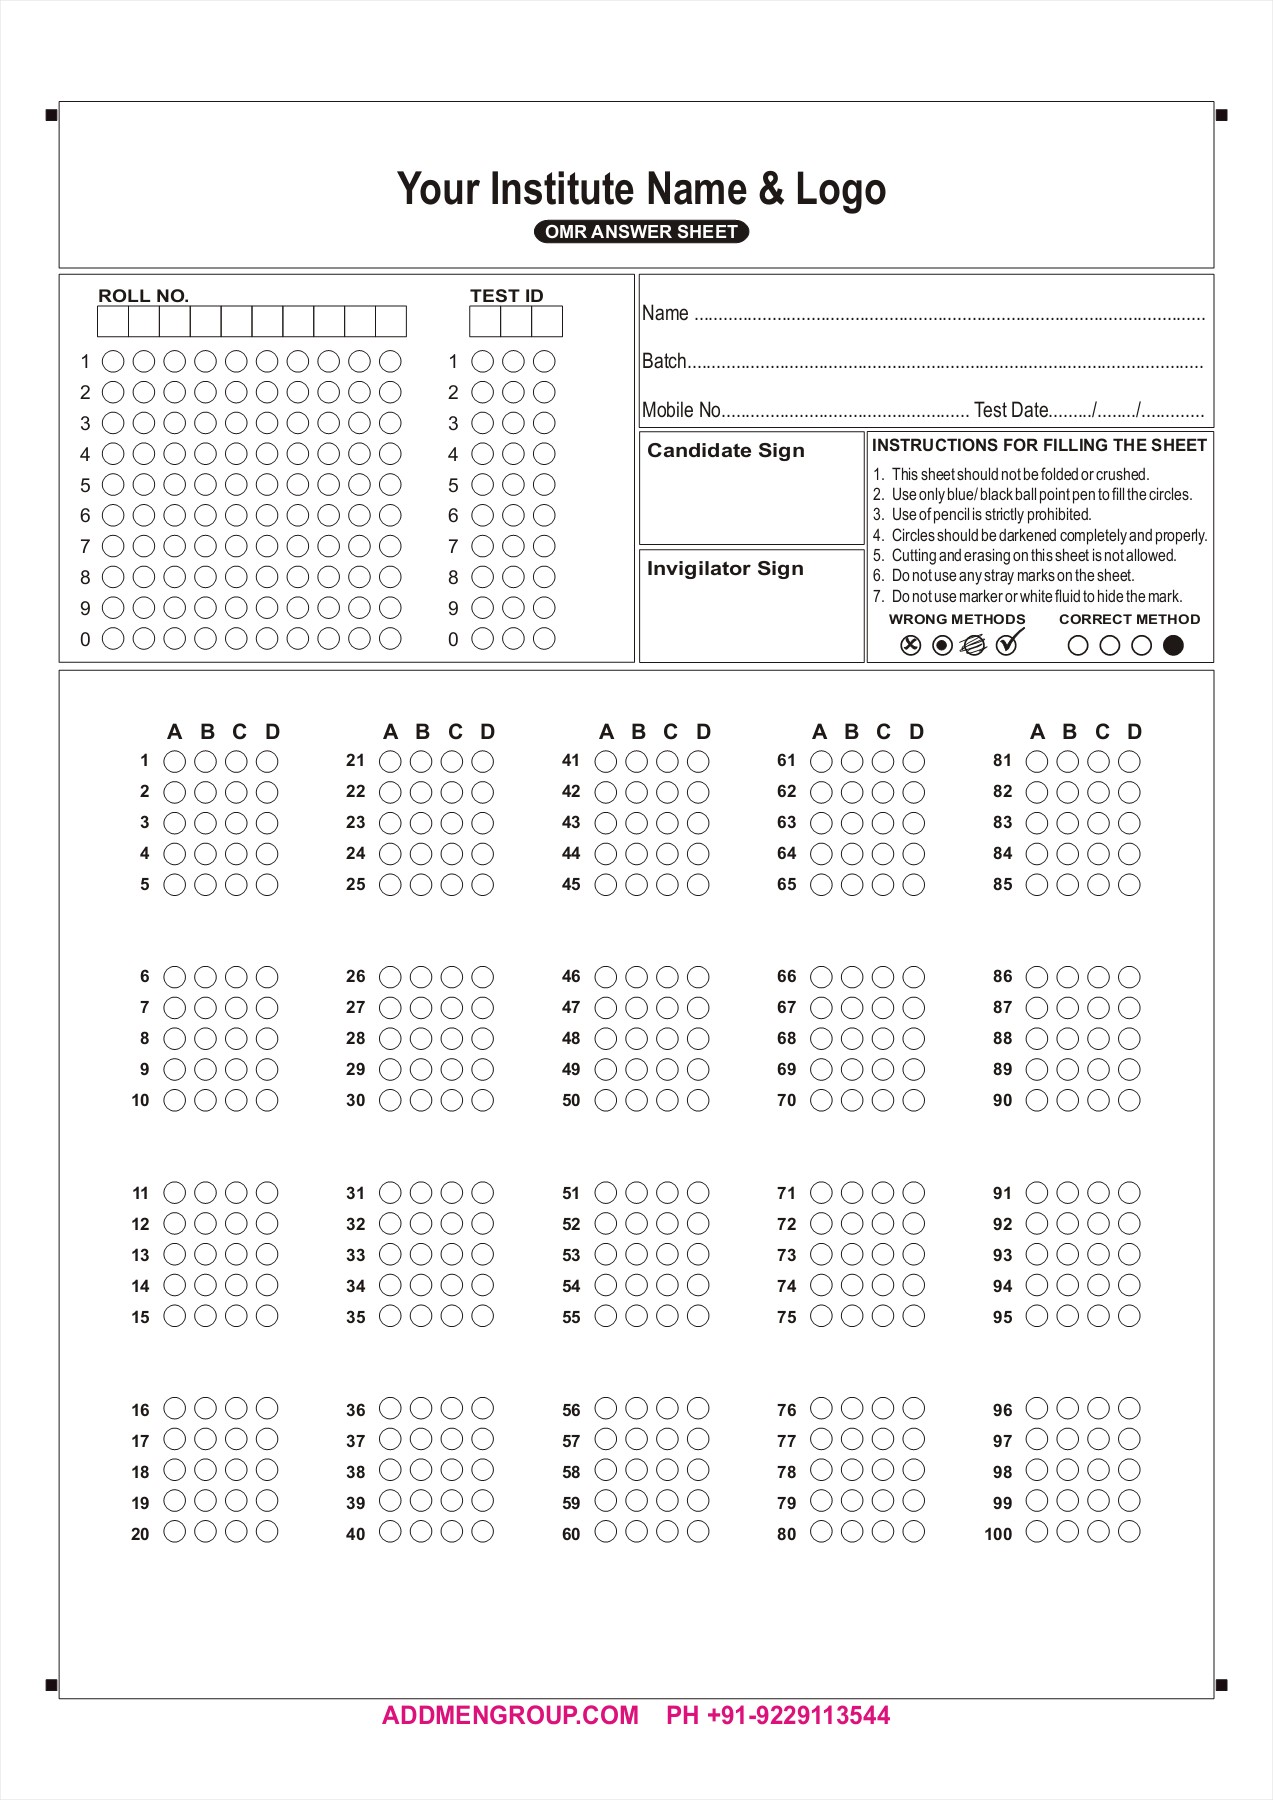 Your Institute Name & Logo
OMR ANSWER SHEET
ROLL NO. TEST ID
1 1
2 2
3 3
4 4
5 5
6 6
7 7
8 8
9 9
0 0
Name ..........................................................................................................
Batch...........................................................................................................
Mobile No.................................................... Test Date........./......../.............
Candidate Sign
Invigilator Sign
INSTRUCTIONS FOR FILLING THE SHEET
1. This sheet should not be folded or crushed.
2. Use only blue/ black ball point pen to fill the circles.
3. Use of pencil is strictly prohibited.
4. Circles should be darkened completely and properly.
5. Cutting and erasing on this sheet is not allowed.
6. Do not use any stray marks on the sheet.
7. Do not use marker or white fluid to hide the mark.
WRONG METHODS CORRECT METHOD
A B C D A B C D A B C D A B C D A B C D
1 21 41 61 81
2 22 42 62 82
3 23 43 63 83
4 24 44 64 84
5 25 45 65 85
6 26 46 66 86
7 27 47 67 87
8 28 48 68 88
9 29 49 69 89
10 30 50 70 90
11 31 51 71 91
12 32 52 72 92
13 33 53 73 93
14 34 54 74 94
15 35 55 75 95
16 36 56 76 96
17 37 57 77 97
18 38 58 78 98
19 39 59 79 99
20 40 60 80 100
ADDMENGROUP.COM PH +91-9229113544